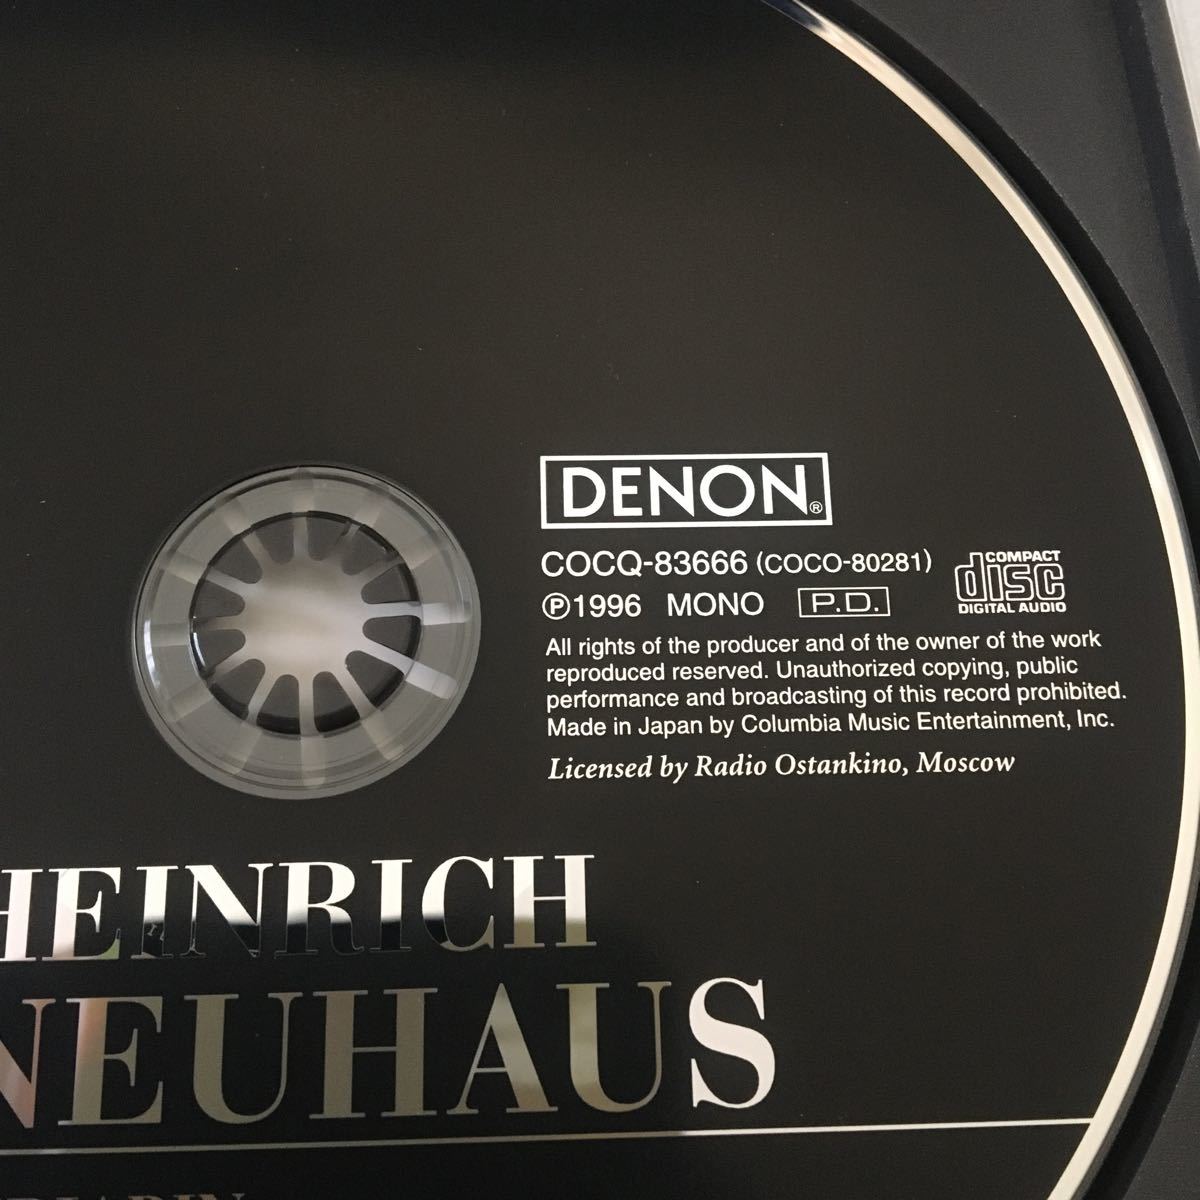 DENON®
COCQ-83666 (COCO-80281)
COMPACT
disc
DIGITAL AUDIO
℗1996 MONO P.D.
All rights of the producer and of the owner of the work
reproduced reserved. Unauthorized copying, public
performance and broadcasting of this record prohibited.
Made in Japan by Columbia Music Entertainment, Inc.
Licensed by Radio Ostankino, Moscow
HEINRICH
NEUHAUS